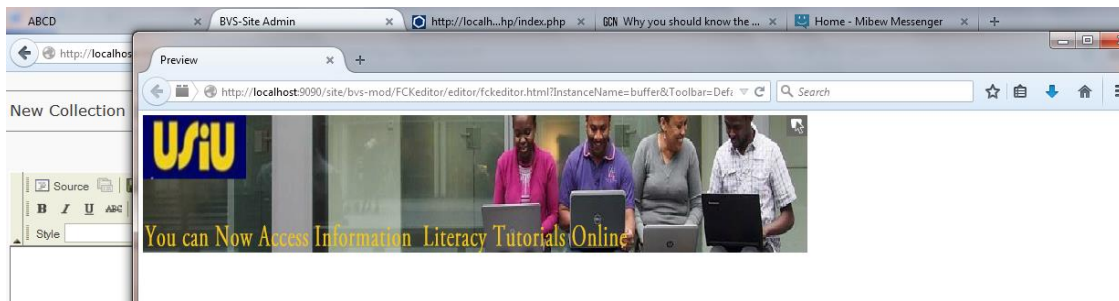 ABCD
BVS-Site Admin
http://localh...hp/index.php
GCN Why you should know the ...
Home - Mibew Messenger
http://localhos
Preview
http://localhost:9090/site/bvs-mod/FCKeditor/editor/fckeditor.html?InstanceName=buffer&Toolbar=Defa
Search
New Collection
USiU
Source
B I U ABC
Style
You can Now Access Information Literacy Tutorials Online